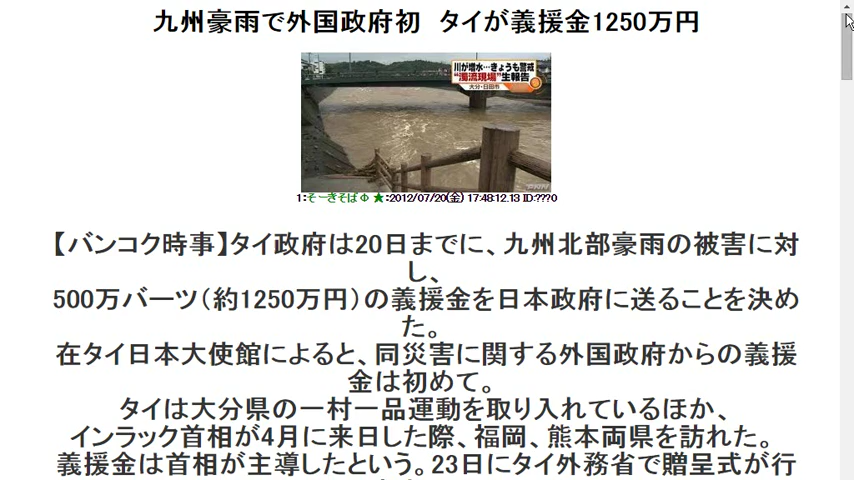 九州豪雨で外国政府初　タイが義援金1250万円
川が増水…きょうも警戒
“濁流現場”生報告
大分・日田市
1:そーきそばΦ ★:2012/07/20(金) 17:48:12.13 ID:???0
【バンコク時事】タイ政府は20日までに、九州北部豪雨の被害に対
し、
500万バーツ（約1250万円）の義援金を日本政府に送ることを決め
た。
在タイ日本大使館によると、同災害に関する外国政府からの義援
金は初めて。
タイは大分県の一村一品運動を取り入れているほか、
インラック首相が4月に来日した際、福岡、熊本両県を訪れた。
義援金は首相が主導したという。23日にタイ外務省で贈呈式が行